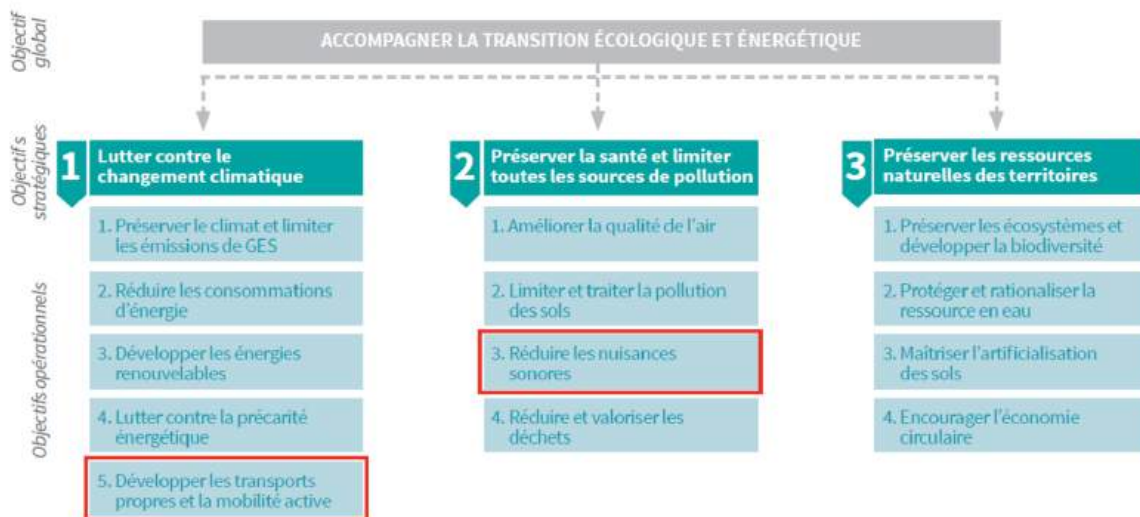 Objectif
global
ACCOMPAGNER LA TRANSITION ÉCOLOGIQUE ET ÉNERGÉTIQUE
Objectifs
stratégiques
1
Lutter contre le
changement climatique
2
Préserver la santé et limiter
toutes les sources de pollution
3
Préserver les ressources
naturelles des territoires
Objectifs opérationnels
1. Préserver le climat et limiter
les émissions de GES
2. Réduire les consommations
d'énergie
3. Développer les énergies
renouvelables
4. Lutter contre la précarité
énergétique
5. Développer les transports
propres et la mobilité active
1. Améliorer la qualité de l'air
2. Limiter et traiter la pollution
des sols
3. Réduire les nuisances
sonores
4. Réduire et valoriser les
déchets
1. Préserver les écosystèmes et
développer la biodiversité
2. Protéger et rationaliser la
ressource en eau
3. Maîtriser l'artificialisation
des sols
4. Encourager l'économie
circulaire